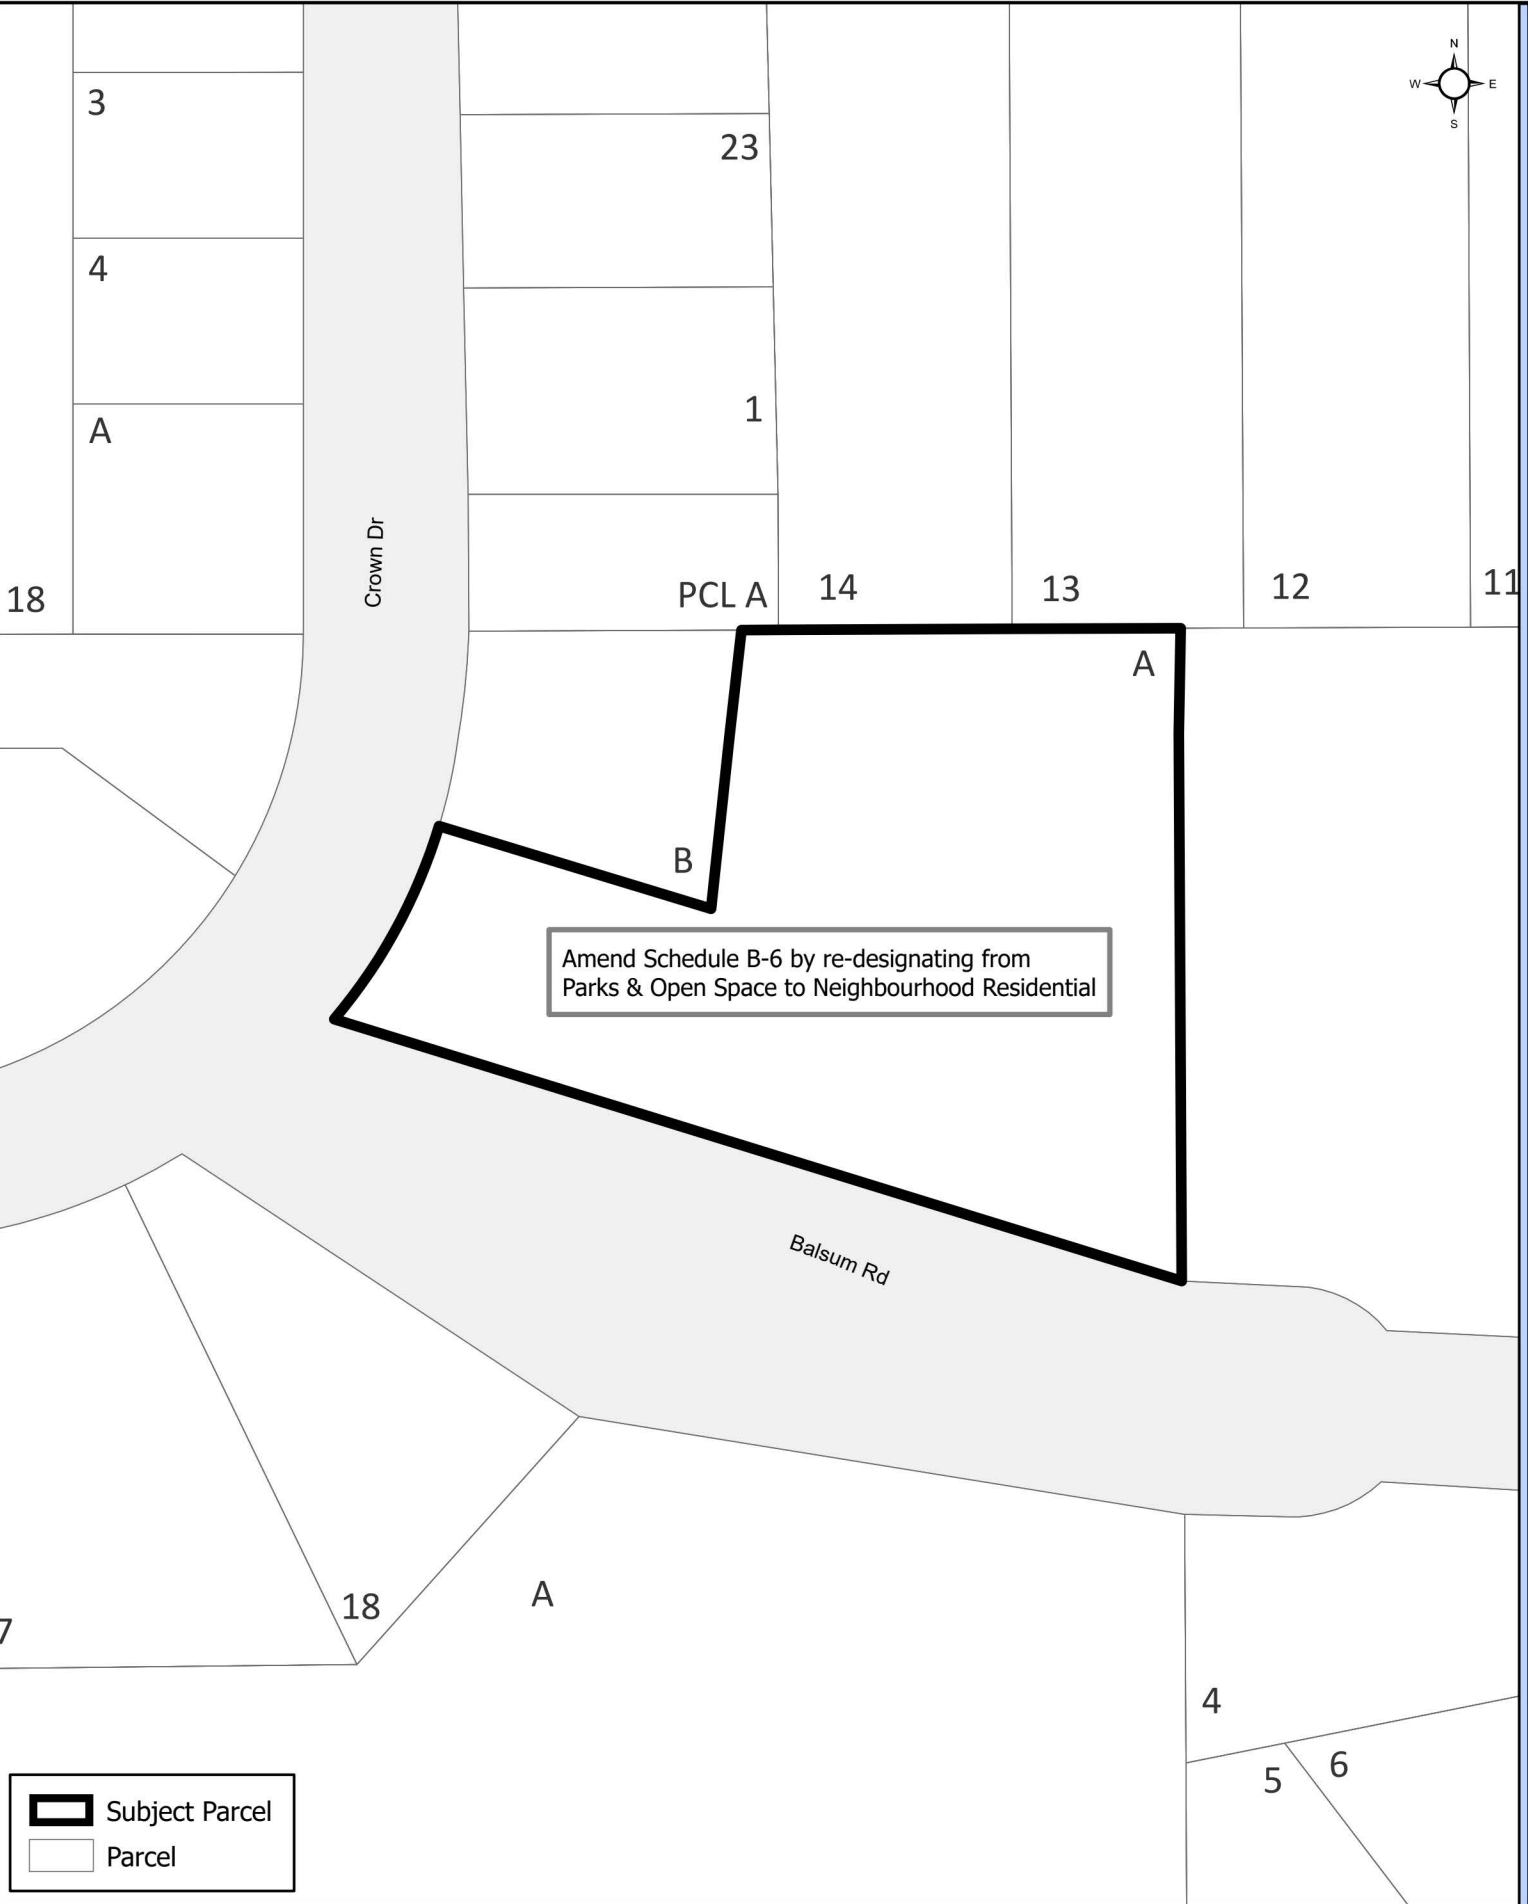 N
W E
S
3
23
4
1
A
Crown Dr
18
PCL A
14
13
12
11
A
B
Amend Schedule B-6 by re-designating from
Parks & Open Space to Neighbourhood Residential
Balsum Rd
18
A
7
4
5
6
Subject Parcel
Parcel